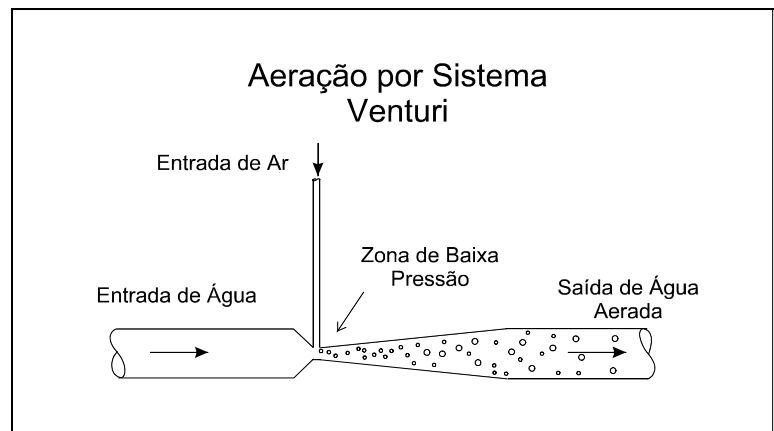 Aeração por Sistema
Venturi
Entrada de Ar
Zona de Baixa
Pressão
Entrada de Água
Saída de Água
Aerada